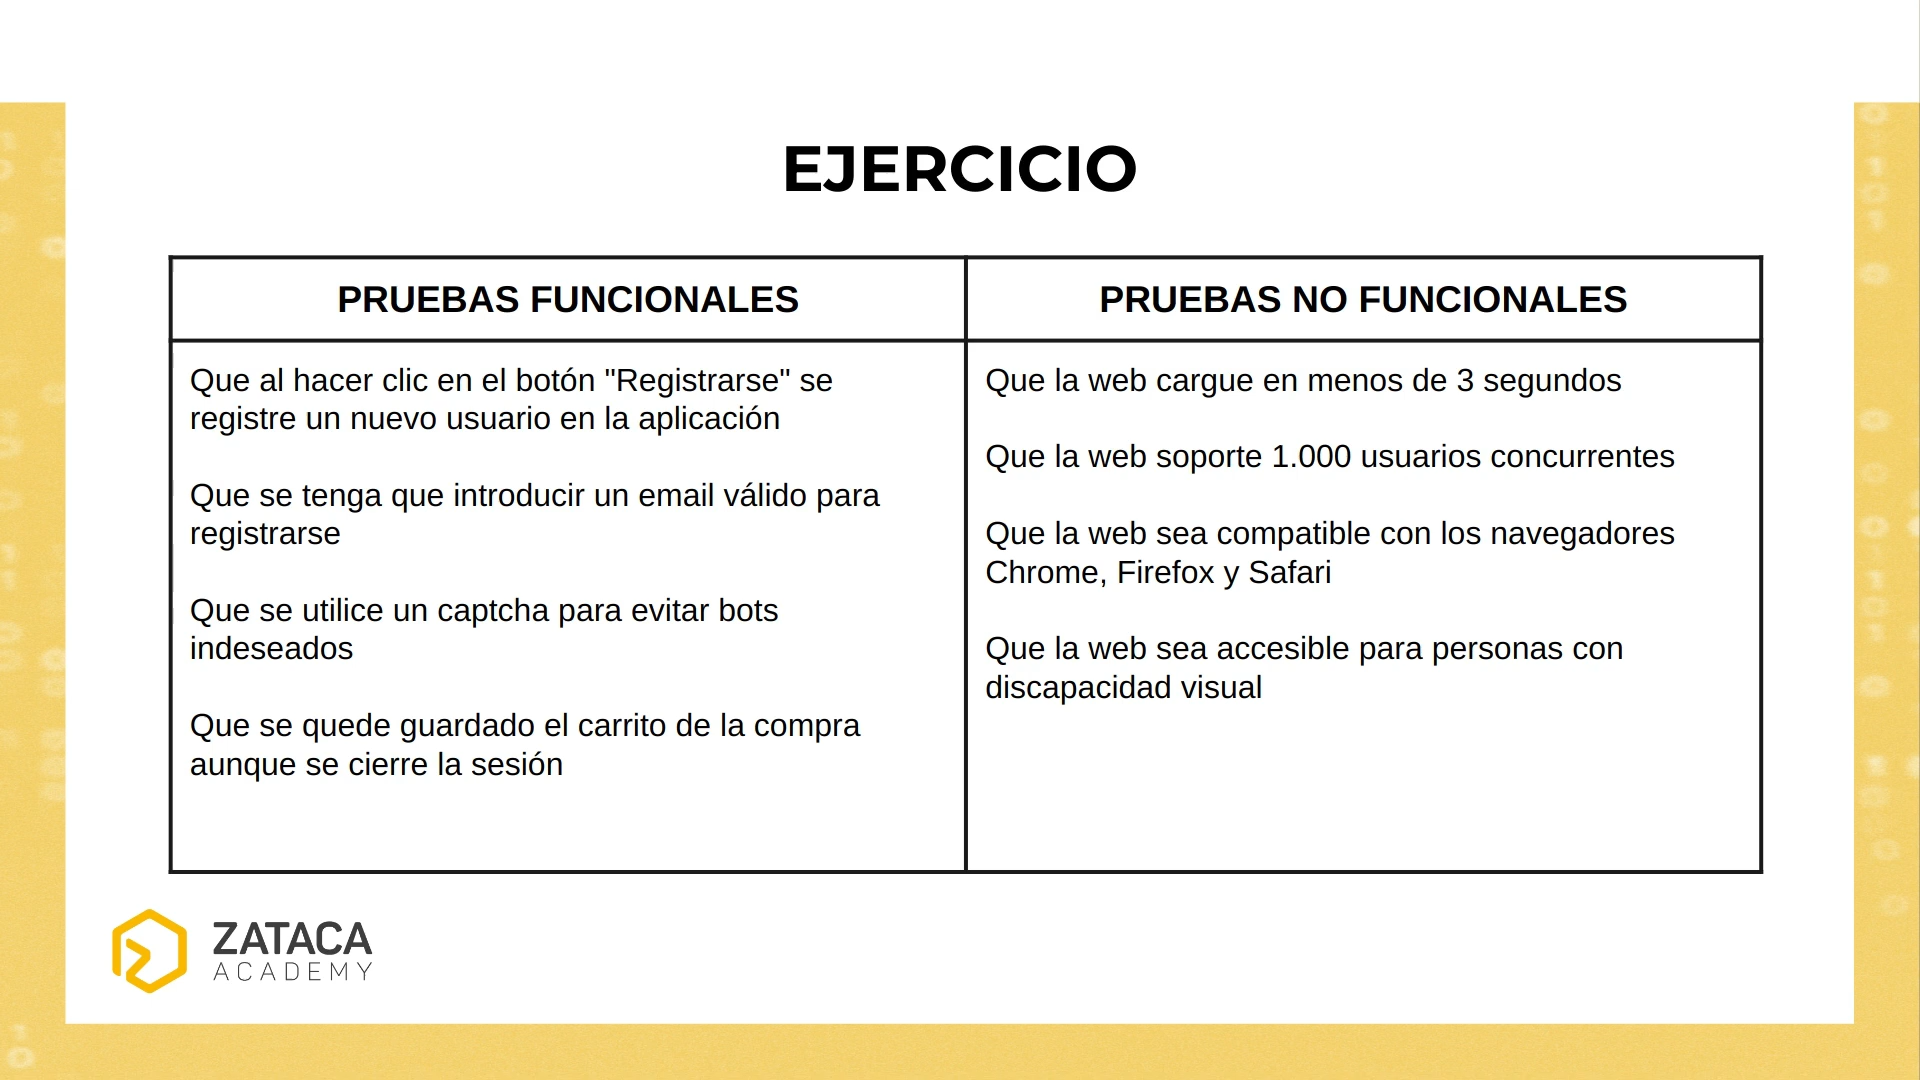 EJERCICIO
PRUEBAS FUNCIONALES
Que al hacer clic en el botón "Registrarse" se
registre un nuevo usuario en la aplicación
Que se tenga que introducir un email válido para
registrarse
Que se utilice un captcha para evitar bots
indeseados
Que se quede guardado el carrito de la compra
aunque se cierre la sesión
PRUEBAS NO FUNCIONALES
Que la web cargue en menos de 3 segundos
Que la web soporte 1.000 usuarios concurrentes
Que la web sea compatible con los navegadores
Chrome, Firefox y Safari
Que la web sea accesible para personas con
discapacidad visual
ZATACA
ACADEMY